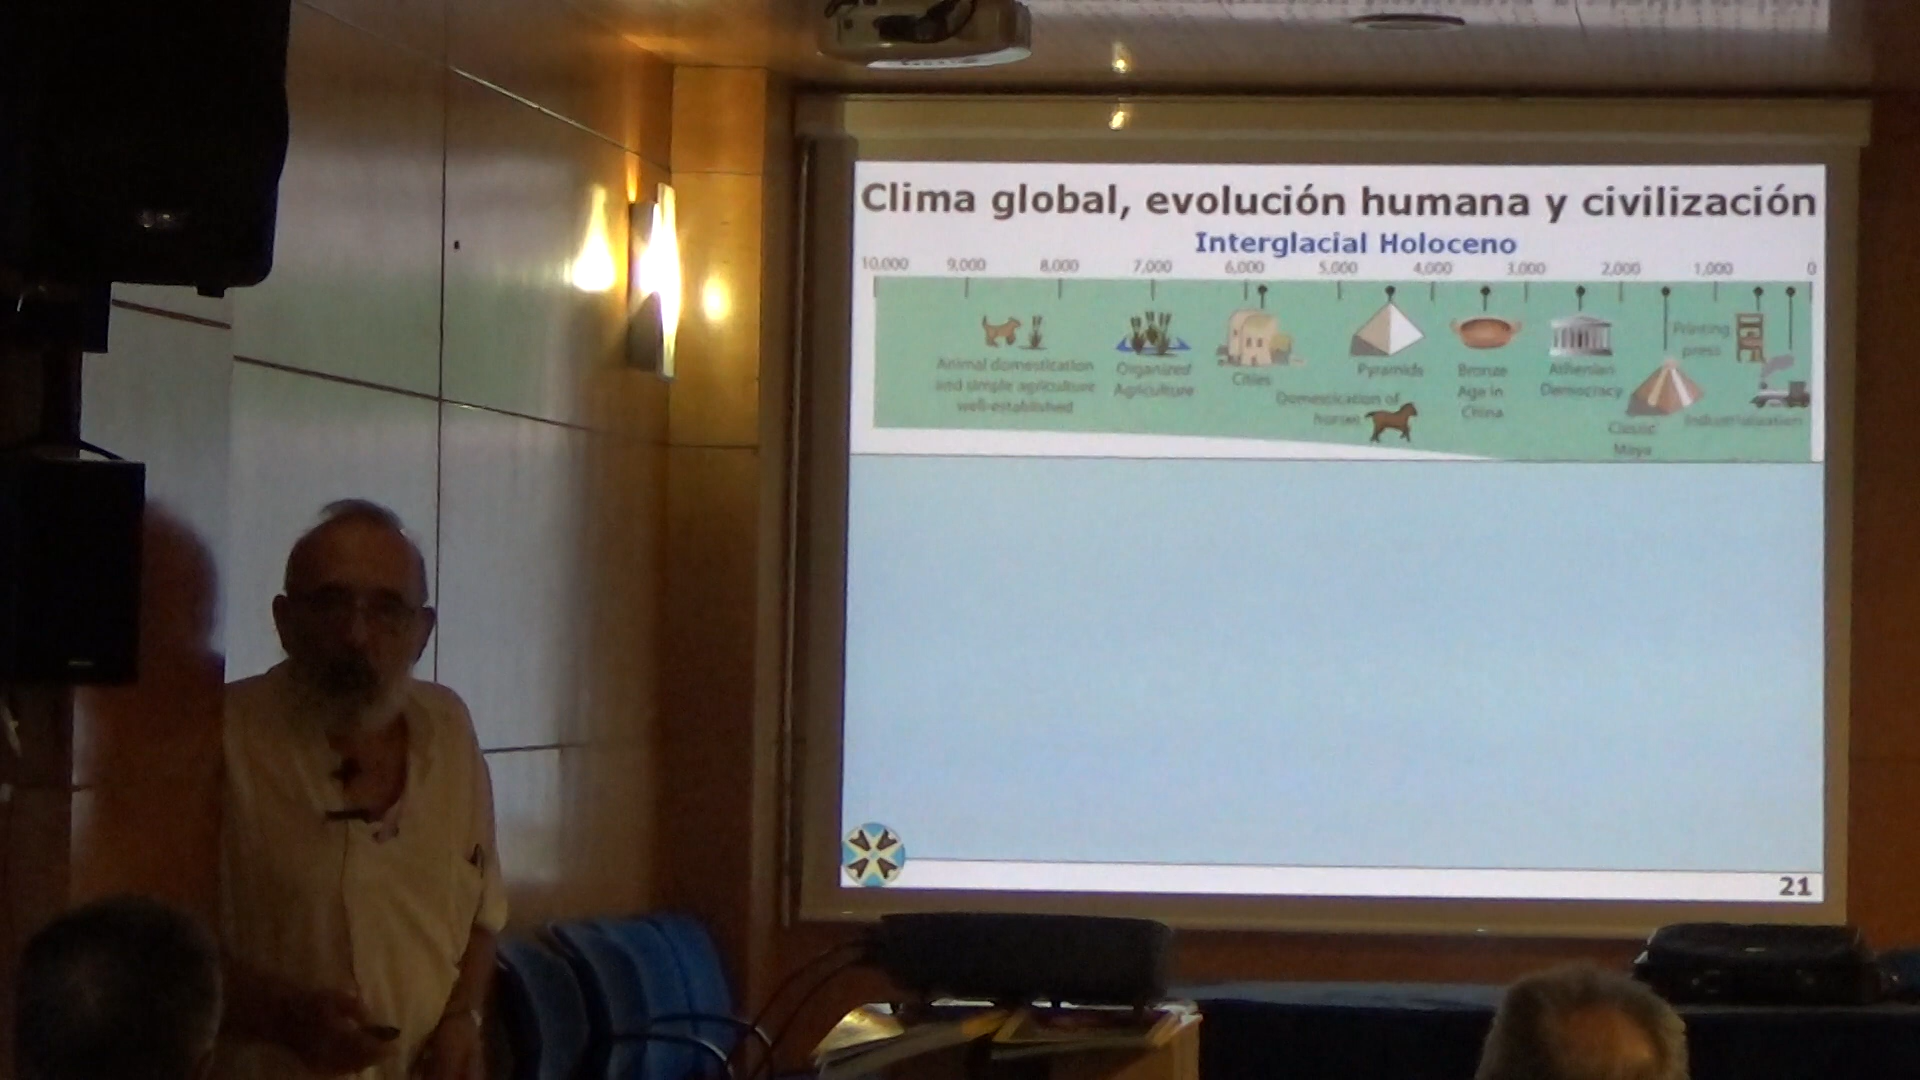 Clima global, evolución humana y civilización
Interglacial Holoceno
10,000 9,000 8,000 7,000 6,000 5,000 4,000 3,000 2,000 1,000 0
Animal domestication
and simple agriculture
well-established
Organized
Agriculture
Cities
Domestication of
horses
Pyramids
Bronze
Age in
China
Athenian
Democracy
Classic
Maya
Printing
press
Industrialization
21